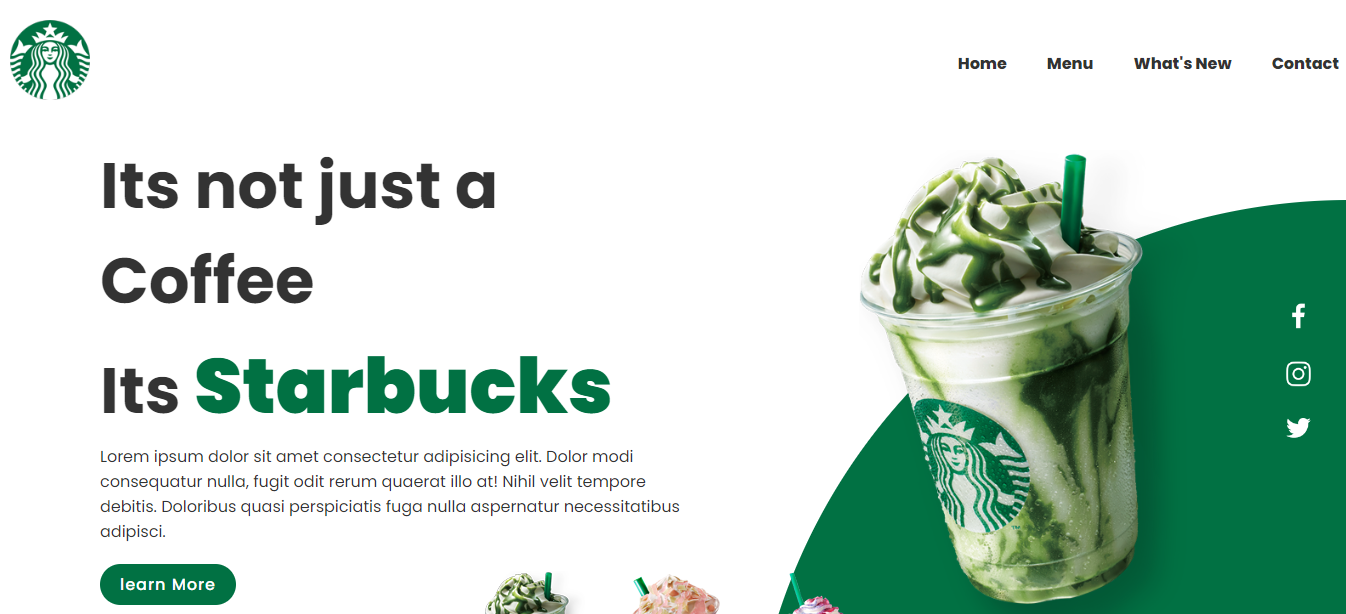 Home Menu What's New Contact
Its not just a
Coffee
Its Starbucks
Lorem ipsum dolor sit amet consectetur adipisicing elit. Dolor modi
consequatur nulla, fugit odit rerum quaerat illo at! Nihil velit tempore
debitis. Doloribus quasi perspiciatis fuga nulla aspernatur necessitatibus
adipisci.
learn More